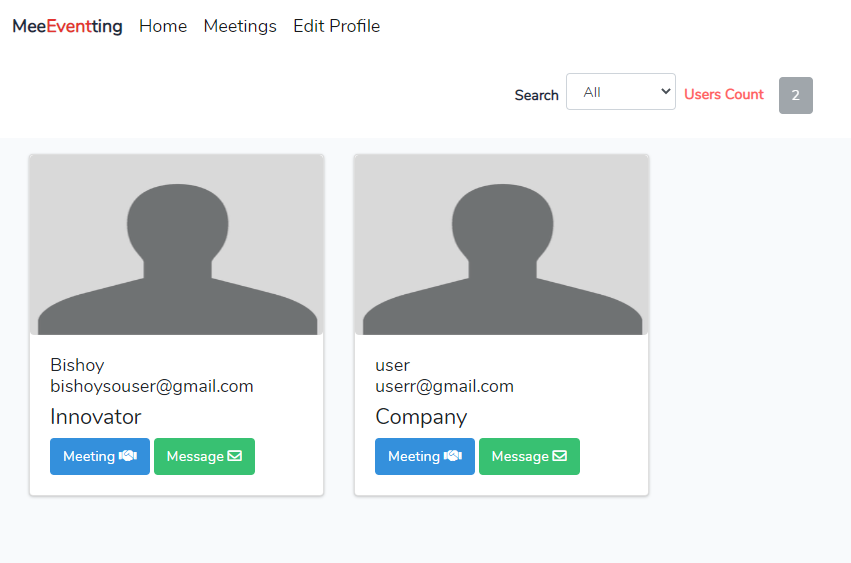 MeeEventting Home Meetings Edit Profile
Search All Users Count 2
Bishoy
bishoysouser@gmail.com
Innovator
Meeting Message
user
userr@gmail.com
Company
Meeting Message